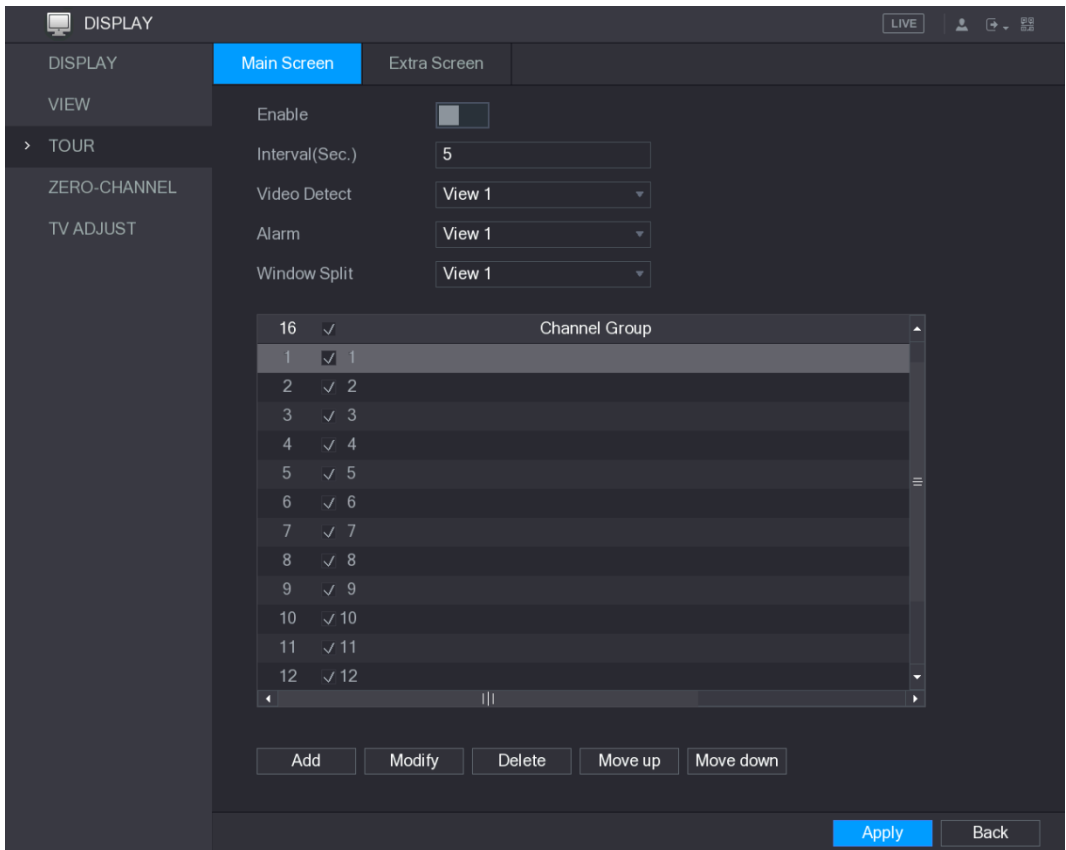 DISPLAY LIVE
DISPLAY
VIEW
TOUR
ZERO-CHANNEL
TV ADJUST
Main Screen Extra Screen
Enable
Interval(Sec.) 5
Video Detect View 1
Alarm View 1
Window Split View 1
16 Channel Group
1 1
2 2
3 3
4 4
5 5
6 6
7 7
8 8
9 9
10 10
11 11
12 12
Add Modify Delete Move up Move down
Apply Back